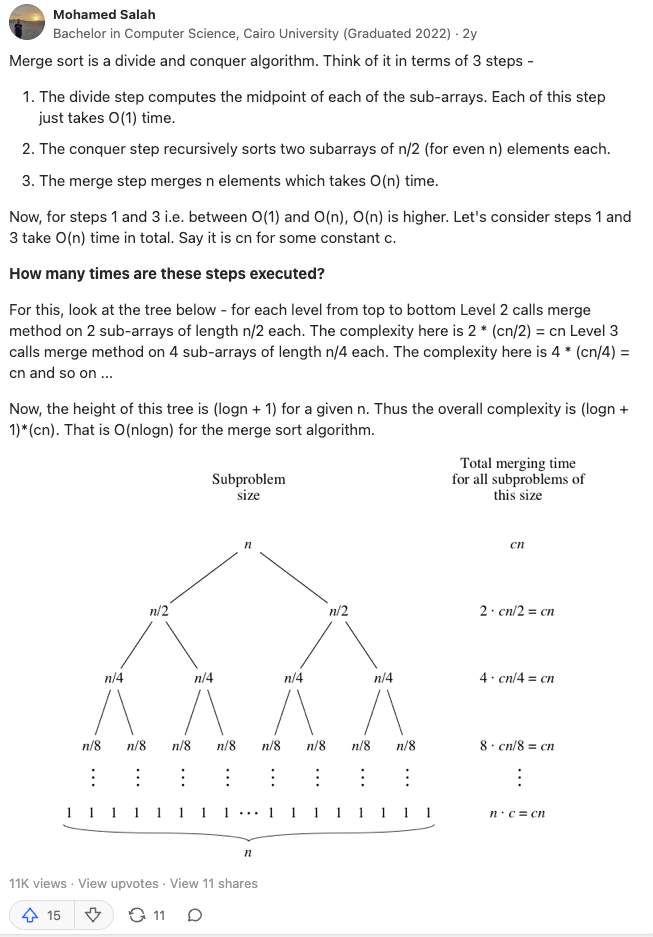 Mohamed Salah
Bachelor in Computer Science, Cairo University (Graduated 2022) · 2y
Merge sort is a divide and conquer algorithm. Think of it in terms of 3 steps -
1. The divide step computes the midpoint of each of the sub-arrays. Each of this step
just takes O(1) time.
2. The conquer step recursively sorts two subarrays of n/2 (for even n) elements each.
3. The merge step merges n elements which takes O(n) time.
Now, for steps 1 and 3 i.e. between O(1) and O(n), O(n) is higher. Let's consider steps 1 and
3 take O(n) time in total. Say it is cn for some constant c.
How many times are these steps executed?
For this, look at the tree below - for each level from top to bottom Level 2 calls merge
method on 2 sub-arrays of length n/2 each. The complexity here is 2 * (cn/2) = cn Level 3
calls merge method on 4 sub-arrays of length n/4 each. The complexity here is 4 * (cn/4) =
cn and so on ...
Now, the height of this tree is (logn + 1) for a given n. Thus the overall complexity is (logn +
1)*(cn). That is O(nlogn) for the merge sort algorithm.
Subproblem
size
Total merging time
for all subproblems of
this size
n cn
n/2 n/2 2 · cn/2 = cn
n/4 n/4 n/4 n/4 4 · cn/4 = cn
n/8 n/8 n/8 n/8 n/8 n/8 n/8 n/8 8 · cn/8 = cn
⋮ ⋮ ⋮ ⋮ ⋮ ⋮ ⋮ ⋮ ⋮
1 1 1 1 1 1 1 1 ··· 1 1 1 1 1 1 1 1 n · c = cn
n
11K views · View upvotes · View 11 shares
15 11